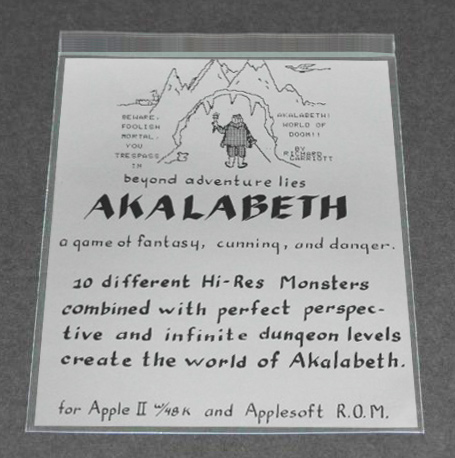 BEWARE,
FOOLISH
MORTAL,
YOU
TRESPASS
IN
AKALABETH!
WORLD OF
DOOM!!
BY
RICHARD
GARRIOTT
beyond adventure lies
AKALABETH
a game of fantasy, cunning, and danger.
10 different Hi-Res Monsters
combined with perfect perspec-
tive and infinite dungeon levels
create the world of Akalabeth.
for Apple II w/48K and Applesoft R.O.M.